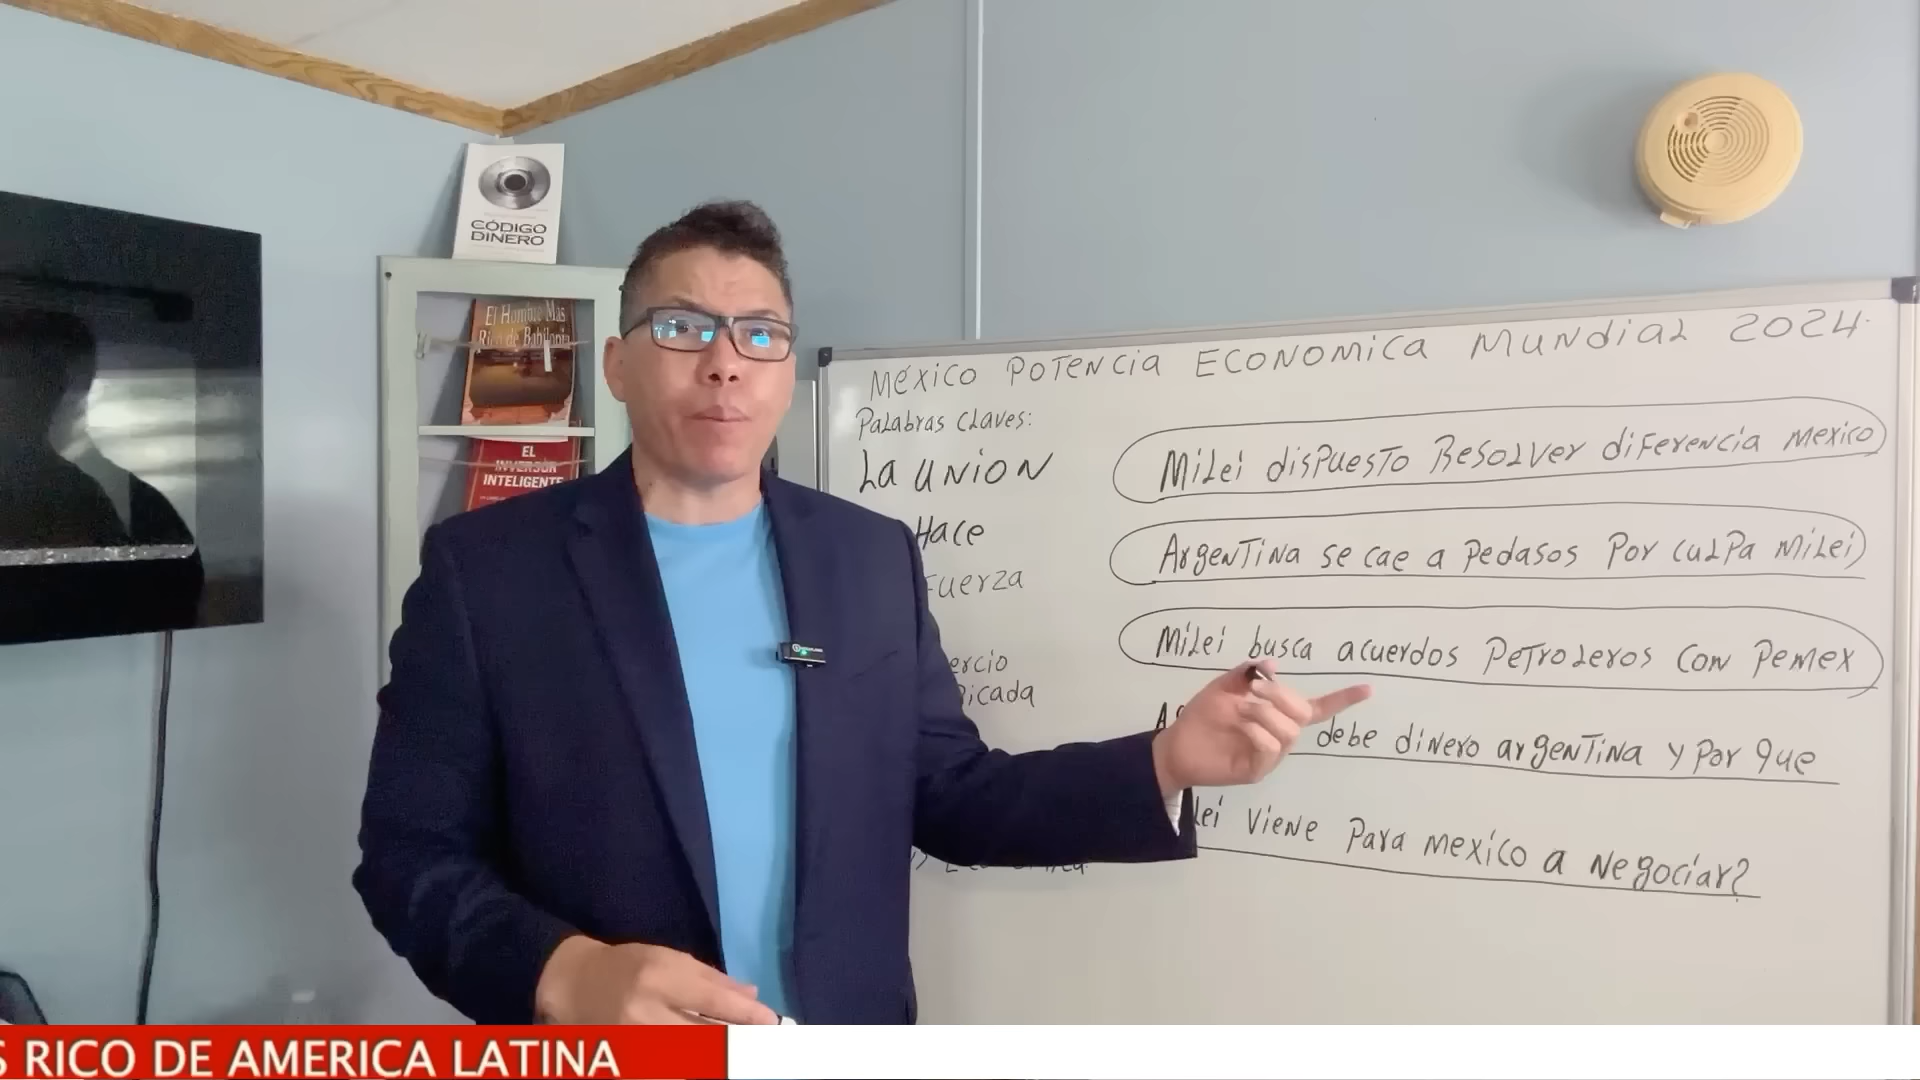 CÓDIGO
DINERO
El Hombre Más
Rico de Babilonia
EL
INVERSOR
INTELIGENTE
MéXICO POTENCIA ECONOMICA MUNDIAL 2024.
PALabras CLaves:
La UNION
Hace
Fuerza
MiLei disPuesTo ResoLver diFerencia Mexico
ArgenTina se cae a Pedasos Por cuLPa MiLei
MiLei busca acuerdos PeTroLeros con Pemex
debe dinero argenTina y Por que
viene Para mexico a Negociar?
S RICO DE AMERICA LATINA